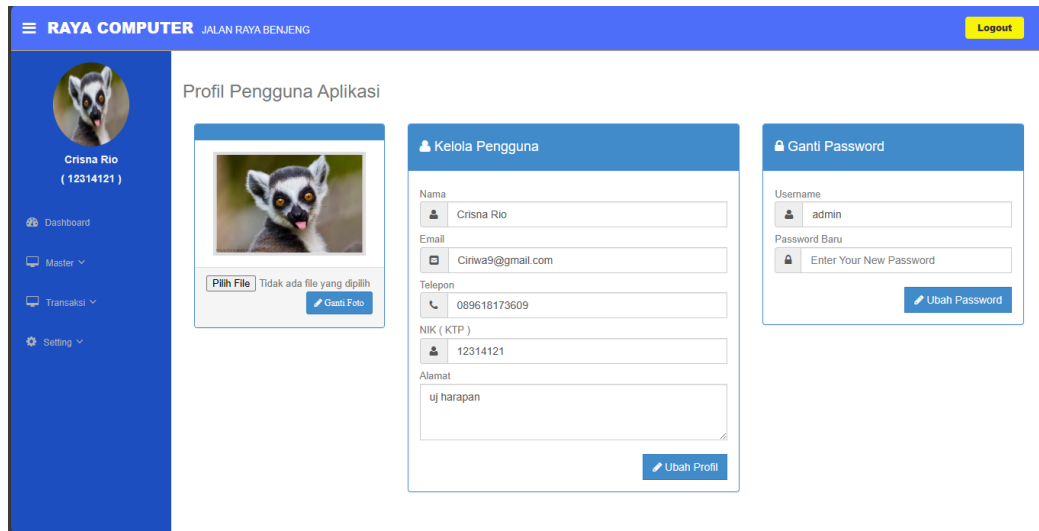 RAYA COMPUTER JALAN RAYA BENJENG
Logout
Crisna Rio
( 12314121 )
Dashboard
Master
Transaksi
Setting
Profil Pengguna Aplikasi
Pilih File Tidak ada file yang dipilih
Ganti Foto
Kelola Pengguna
Nama
Crisna Rio
Email
Ciriwa9@gmail.com
Telepon
089618173609
NIK ( KTP )
12314121
Alamat
uj harapan
Ubah Profil
Ganti Password
Username
admin
Password Baru
Enter Your New Password
Ubah Password